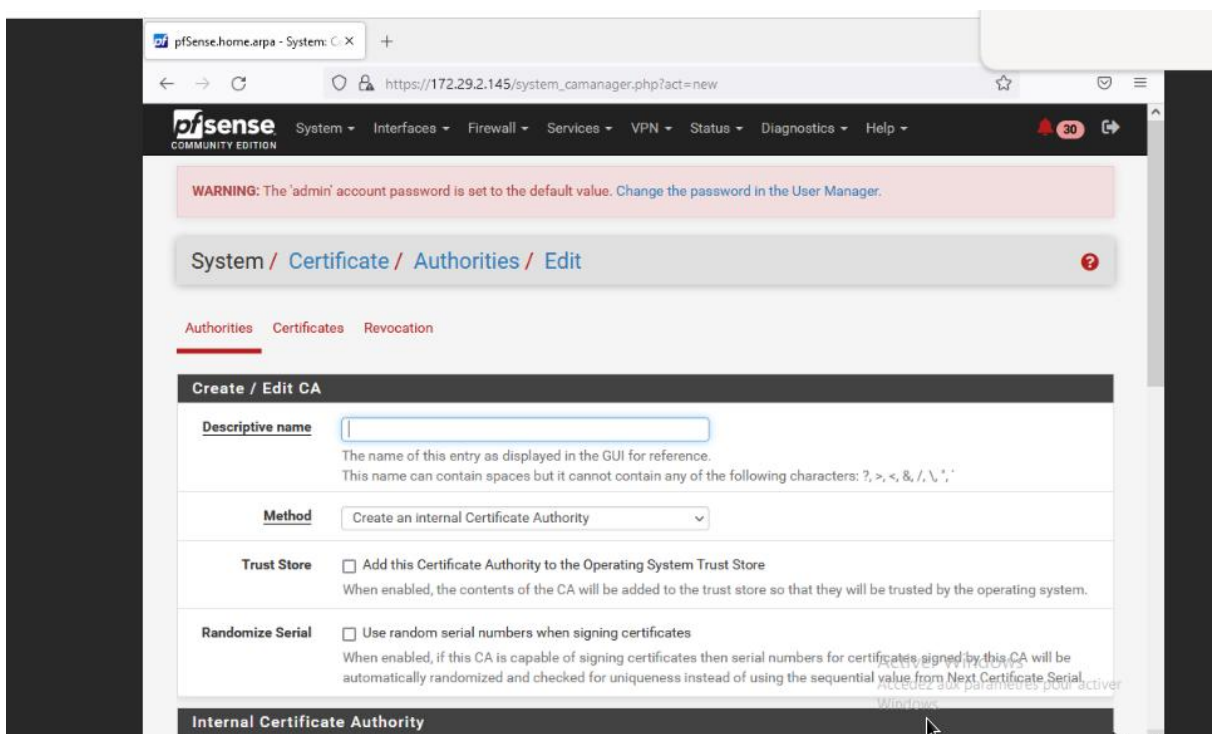 pfSense.home.arpa - System: C
https://172.29.2.145/system_camanager.php?act=new
pfsense
COMMUNITY EDITION
System Interfaces Firewall Services VPN Status Diagnostics Help 30
WARNING: The 'admin' account password is set to the default value. Change the password in the User Manager.
System / Certificate / Authorities / Edit
Authorities Certificates Revocation
Create / Edit CA
Descriptive name
The name of this entry as displayed in the GUI for reference.
This name can contain spaces but it cannot contain any of the following characters: ?, >, <, &, /, \, ", '
Method Create an internal Certificate Authority
Trust Store Add this Certificate Authority to the Operating System Trust Store
When enabled, the contents of the CA will be added to the trust store so that they will be trusted by the operating system.
Randomize Serial Use random serial numbers when signing certificates
When enabled, if this CA is capable of signing certificates then serial numbers for certificates signed by this CA will be
automatically randomized and checked for uniqueness instead of using the sequential value from Next Certificate Serial.
Activer Windows
Accédez aux paramètres pour activer
Windows.
Internal Certificate Authority